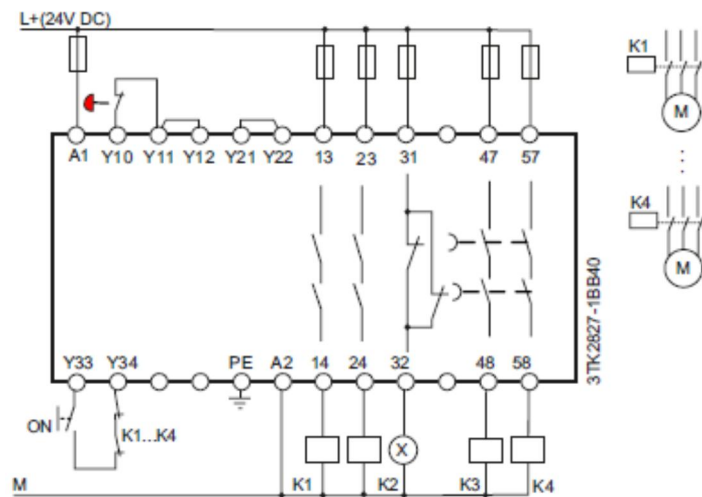 L+(24V DC)
K1
M
A1 Y10 Y11 Y12 Y21 Y22 13 23 31 47 57
K4
M
3TK2827-1BB40
Y33 Y34 PE A2 14 24 32 48 58
ON
K1...K4
X
M K1 K2 K3 K4